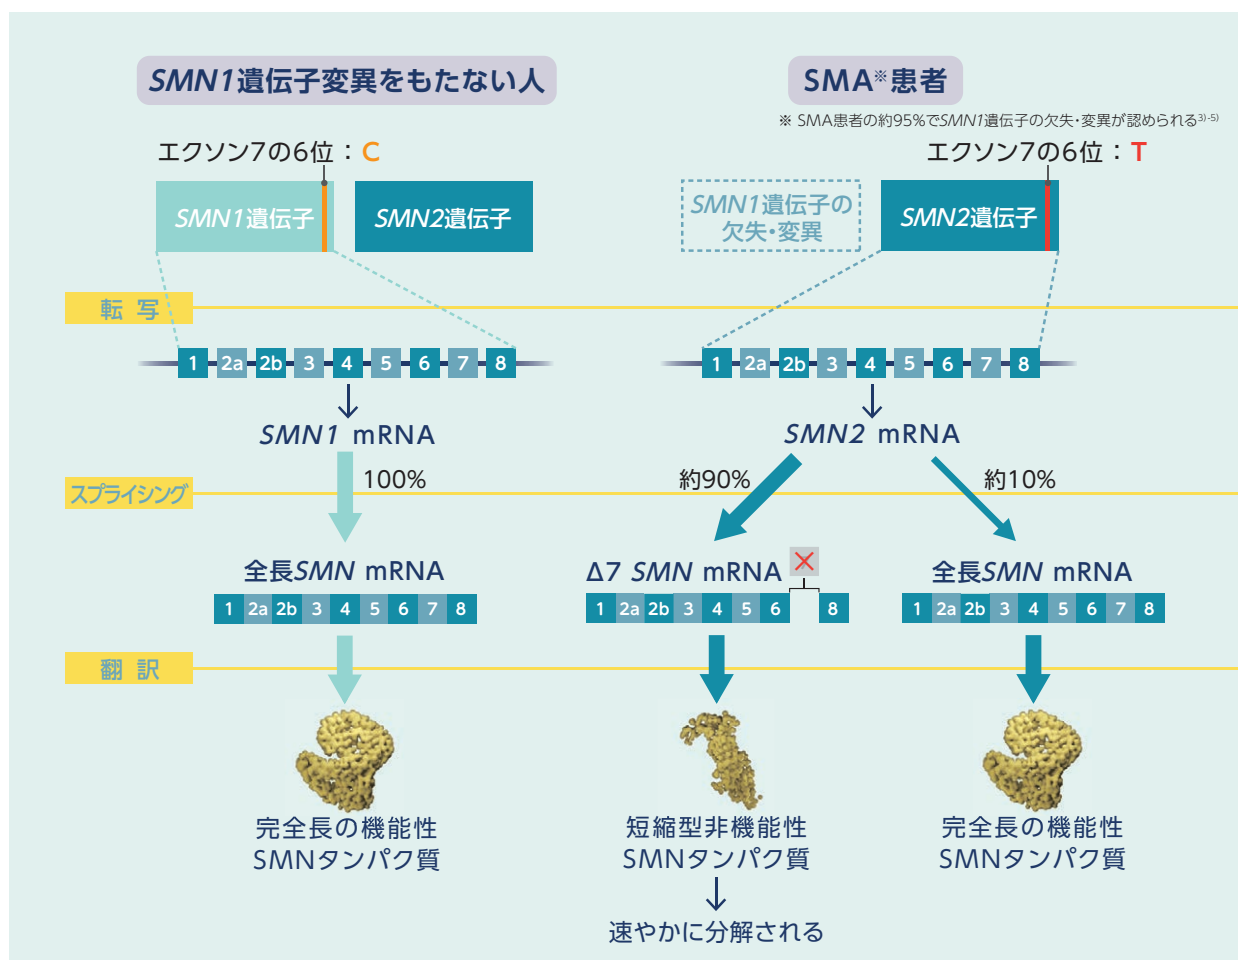 SMN1遺伝子変異をもたない人
SMA※患者
※ SMA患者の約95%でSMN1遺伝子の欠失・変異が認められる3)-5)
エクソン7の6位：C
エクソン7の6位：T
SMN1遺伝子
SMN2遺伝子
SMN1遺伝子の
欠失・変異
SMN2遺伝子
転写
1 2a 2b 3 4 5 6 7 8
1 2a 2b 3 4 5 6 7 8
SMN1 mRNA
SMN2 mRNA
スプライシング
100%
約90%
約10%
全長SMN mRNA
Δ7 SMN mRNA
全長SMN mRNA
1 2a 2b 3 4 5 6 7 8
1 2a 2b 3 4 5 6 8
1 2a 2b 3 4 5 6 7 8
翻訳
完全長の機能性
SMNタンパク質
短縮型非機能性
SMNタンパク質
完全長の機能性
SMNタンパク質
速やかに分解される